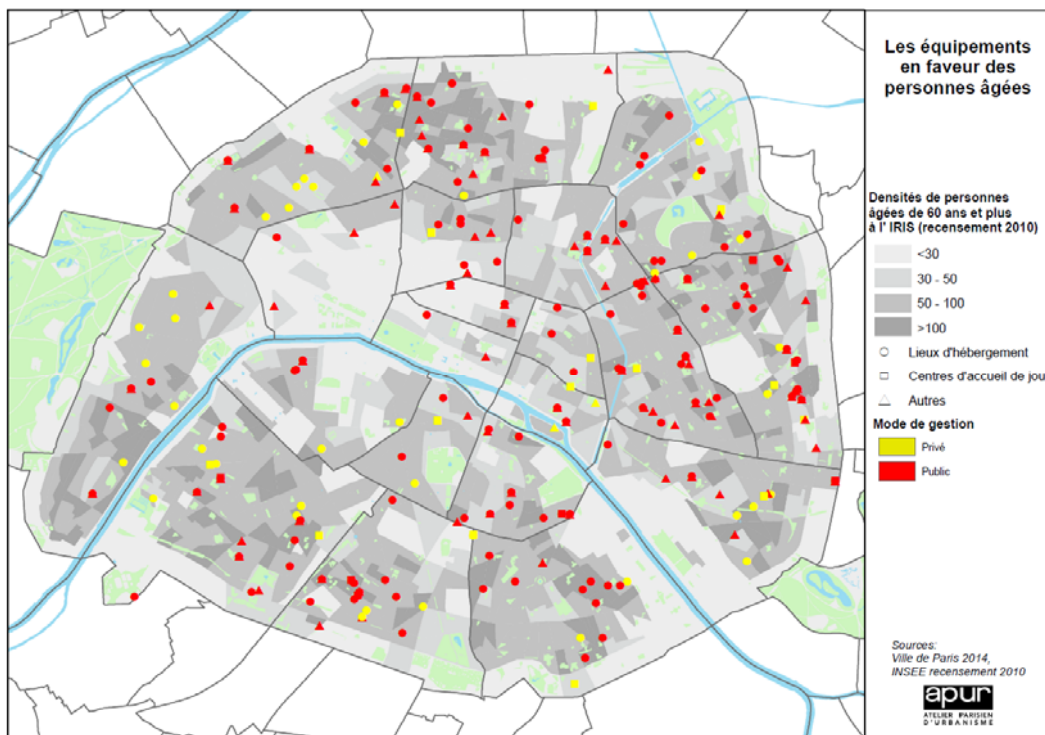 Les équipements
en faveur des
personnes âgées
Densités de personnes
âgées de 60 ans et plus
à l' IRIS (recensement 2010)
<30
30 - 50
50 - 100
>100
Lieux d'hébergement
Centres d'accueil de jou
Autres
Mode de gestion
Privé
Public
Sources:
Ville de Paris 2014,
INSEE recensement 2010
apur
ATELIER PARISIEN
D'URBANISME